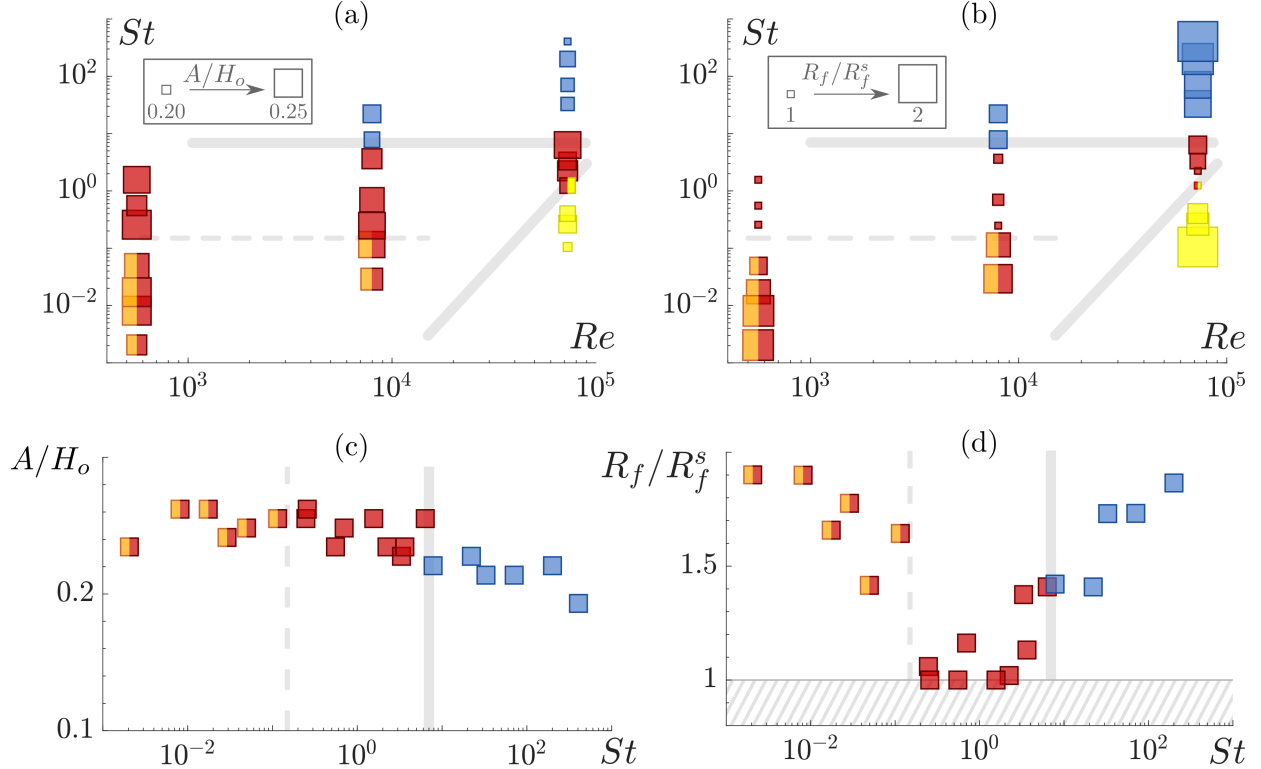 (a)
St
A/H_o
0.20 0.25
10^2
10^0
10^{-2}
Re
10^3 10^4 10^5
(b)
St
R_f/R_f^s
1 2
10^2
10^0
10^{-2}
Re
10^3 10^4 10^5
(c)
A/H_o
0.2
0.1
10^{-2} 10^0 10^2 St
(d)
R_f/R_f^s
1.5
1
10^{-2} 10^0 10^2 St